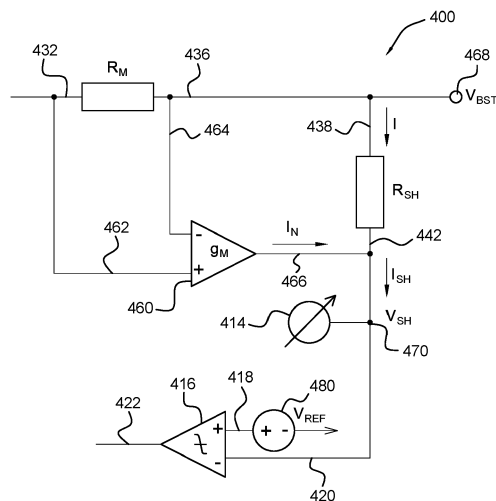 400
432
R_M
436
468
V_BST
464
438
I
R_SH
462
-
g_M
I_N
442
+
466
460
I_SH
414
V_SH
470
416
418
480
422
V_REF
+
+ -
-
420